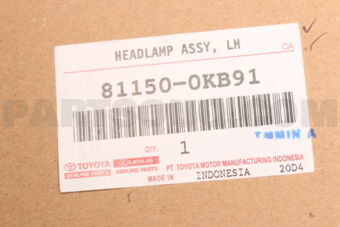 HEADLAMP ASSY, LH
CA
81150-0KB91
QTY: 1
TOYOTA
GENUINE PARTS
LEXUS
GENUINE PARTS
PT. TOYOTA MOTOR MANUFACTURING INDONESIA
MADE IN INDONESIA 20D4